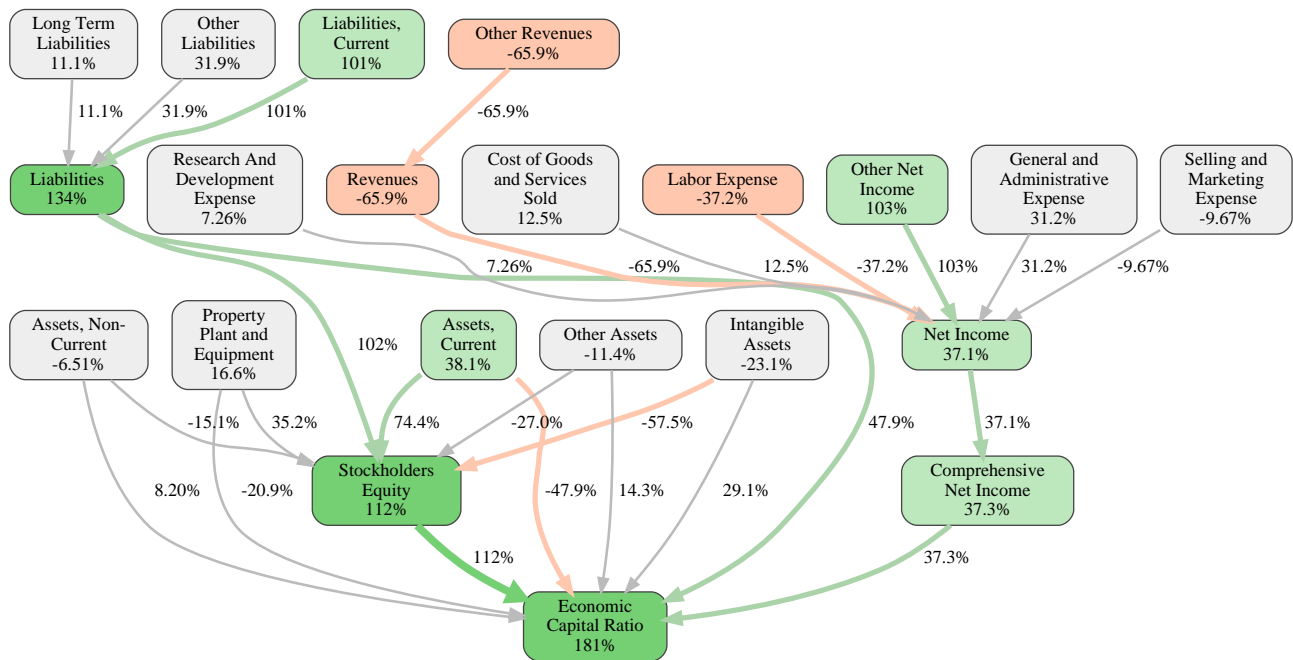 Long Term
Liabilities
11.1%
Other
Liabilities
31.9%
Liabilities,
Current
101%
Other Revenues
-65.9%
11.1%
31.9%
101%
-65.9%
Liabilities
134%
Research And
Development
Expense
7.26%
Revenues
-65.9%
Cost of Goods
and Services
Sold
12.5%
Labor Expense
-37.2%
Other Net
Income
103%
General and
Administrative
Expense
31.2%
Selling and
Marketing
Expense
-9.67%
7.26%
-65.9%
12.5%
-37.2%
103%
31.2%
-9.67%
Assets, Non-
Current
-6.51%
Property
Plant and
Equipment
16.6%
102%
Assets,
Current
38.1%
Other Assets
-11.4%
Intangible
Assets
-23.1%
Net Income
37.1%
-15.1%
35.2%
74.4%
-27.0%
-57.5%
47.9%
37.1%
Stockholders
Equity
112%
Comprehensive
Net Income
37.3%
8.20%
-20.9%
-47.9%
14.3%
29.1%
112%
37.3%
Economic
Capital Ratio
181%